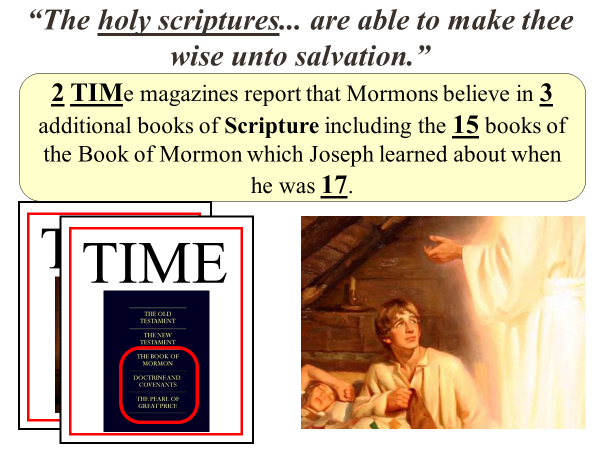 “The holy scriptures... are able to make thee
wise unto salvation.”
2 TIMe magazines report that Mormons believe in 3
additional books of Scripture including the 15 books of
the Book of Mormon which Joseph learned about when
he was 17.
T
TIME
THE OLD
TESTAMENT
THE NEW
TESTAMENT
THE BOOK OF
MORMON
DOCTRINE AND
COVENANTS
THE PEARL OF
GREAT PRICE